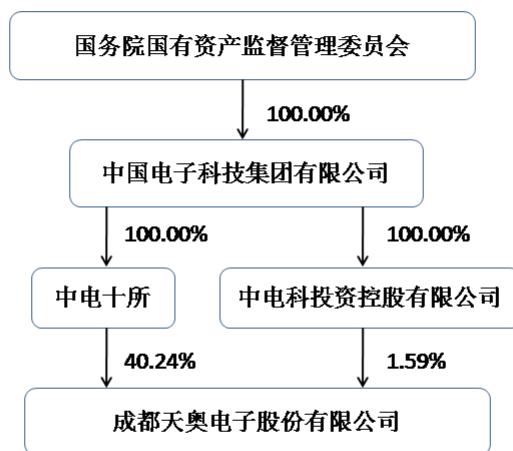 国务院国有资产监督管理委员会
100.00%
中国电子科技集团有限公司
100.00%
100.00%
中电十所
中电科投资控股有限公司
40.24%
1.59%
成都天奥电子股份有限公司